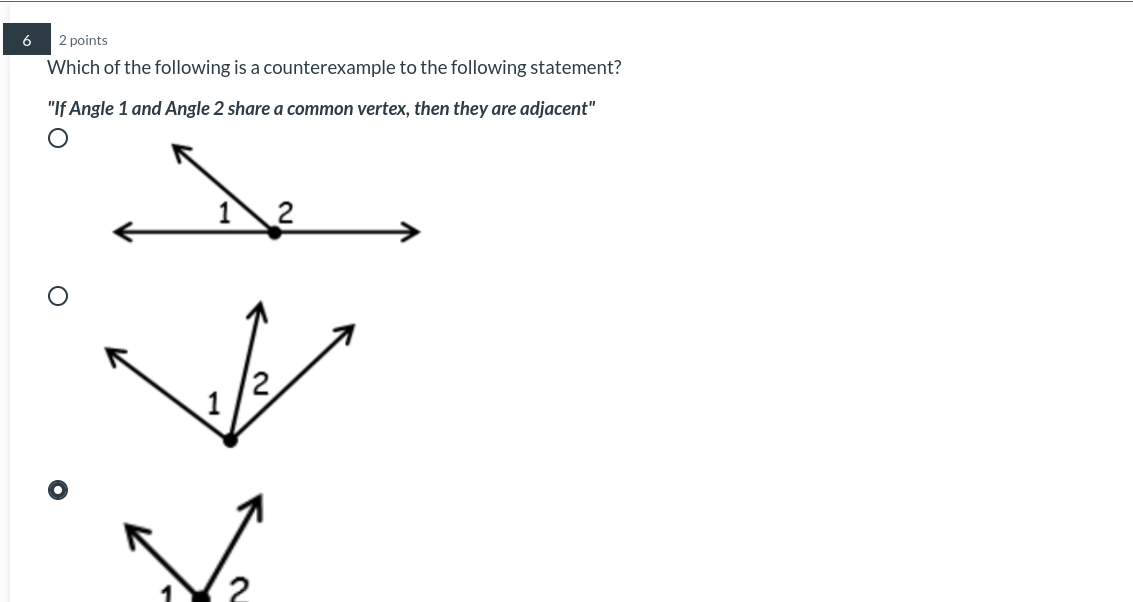 6 2 points
Which of the following is a counterexample to the following statement?
"If Angle 1 and Angle 2 share a common vertex, then they are adjacent"
1 2
2
1
1 2